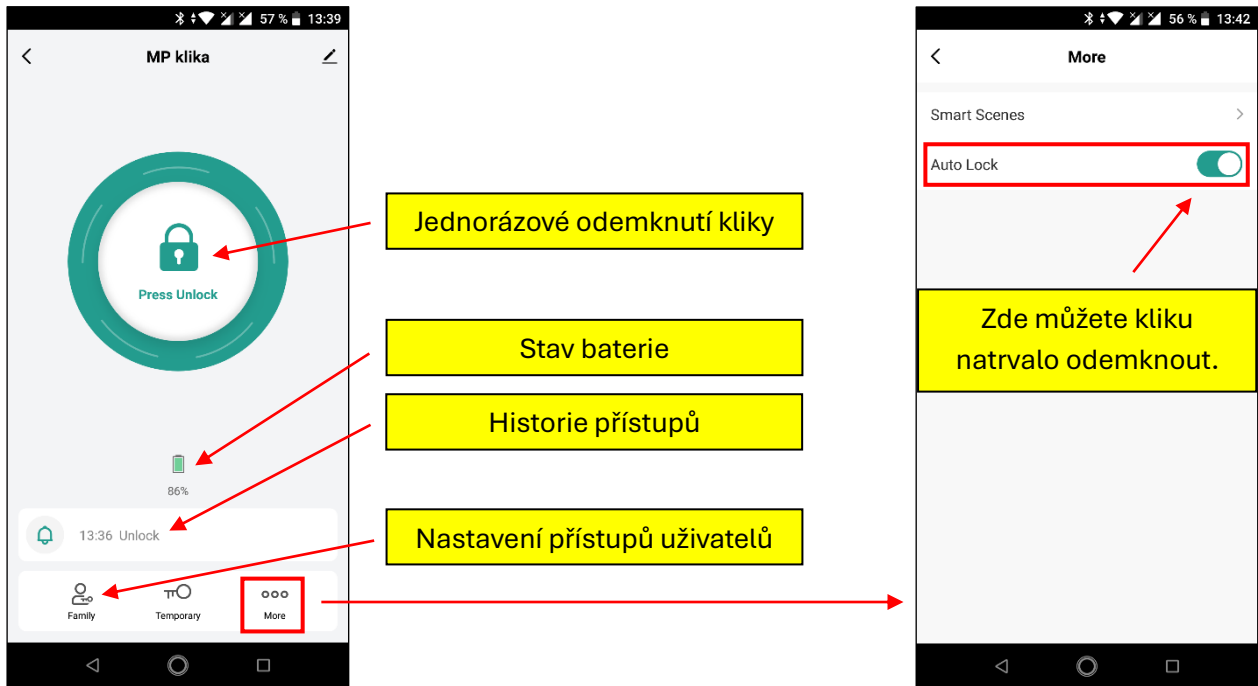 57 % 13:39
MP klika
Press Unlock
86%
13:36 Unlock
Family Temporary More
Jednorázové odemknutí kliky
Stav baterie
Historie přístupů
Nastavení přístupů uživatelů
56 % 13:42
More
Smart Scenes
Auto Lock
Zde můžete kliku
natrvalo odemknout.